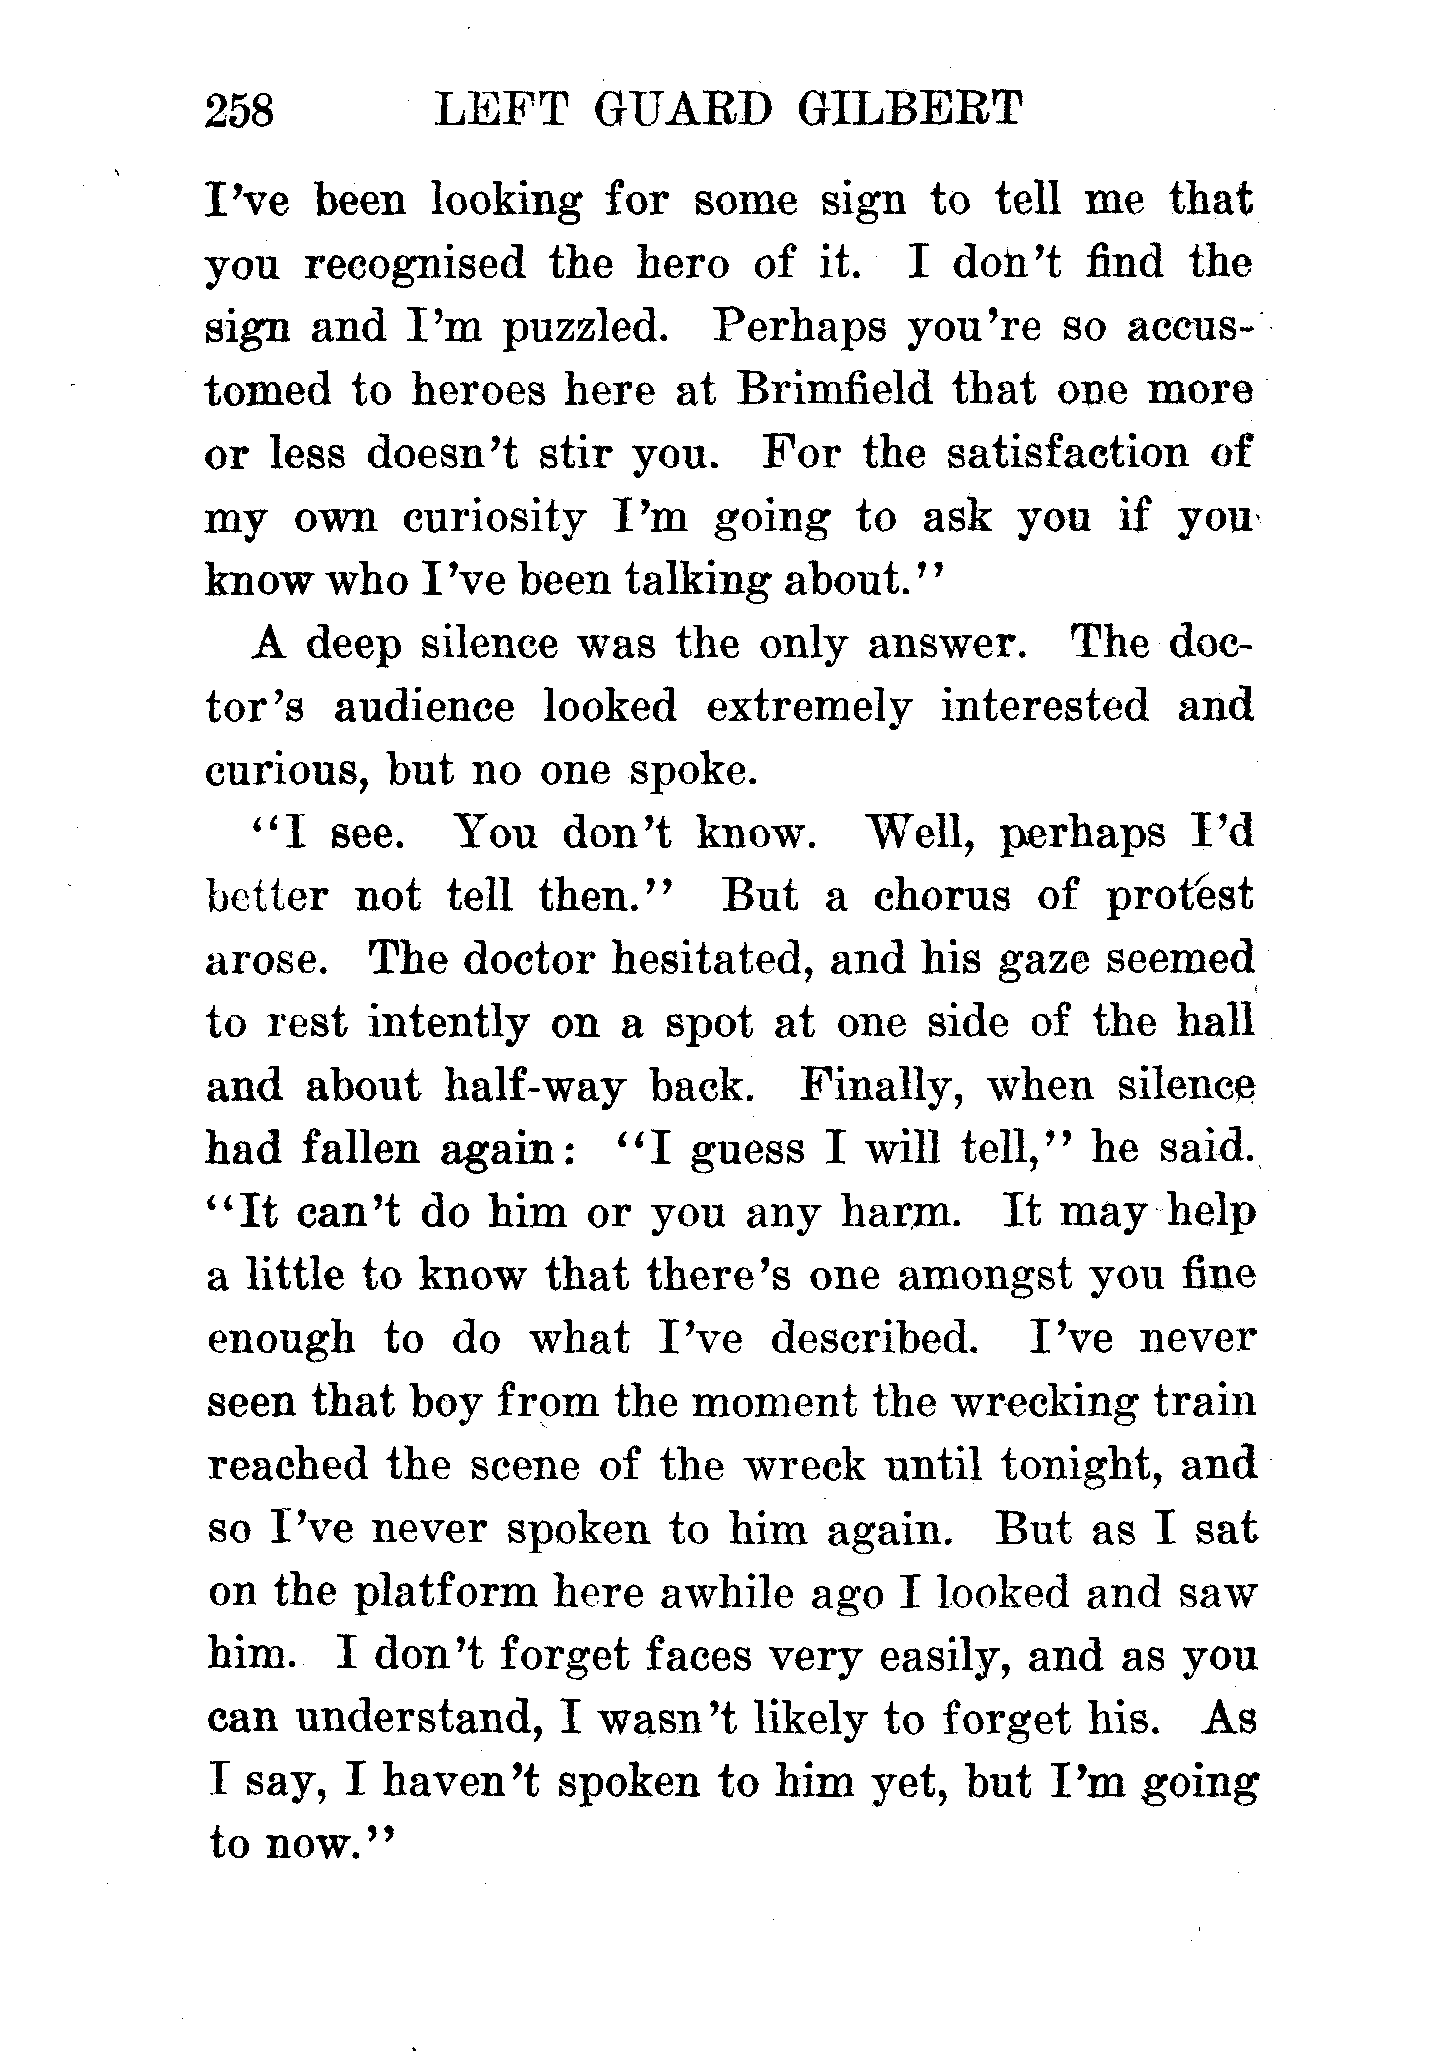 258 LEFT GUARD GILBERT
I've been looking for some sign to tell me that
you recognised the hero of it. I don't find the
sign and I'm puzzled. Perhaps you're so accus-
tomed to heroes here at Brimfield that one more
or less doesn't stir you. For the satisfaction of
my own curiosity I'm going to ask you if you
know who I've been talking about."
A deep silence was the only answer. The doc-
tor's audience looked extremely interested and
curious, but no one spoke.
"I see. You don't know. Well, perhaps I'd
better not tell then." But a chorus of protest
arose. The doctor hesitated, and his gaze seemed
to rest intently on a spot at one side of the hall
and about half-way back. Finally, when silence
had fallen again: "I guess I will tell," he said.
"It can't do him or you any harm. It may help
a little to know that there's one amongst you fine
enough to do what I've described. I've never
seen that boy from the moment the wrecking train
reached the scene of the wreck until tonight, and
so I've never spoken to him again. But as I sat
on the platform here awhile ago I looked and saw
him. I don't forget faces very easily, and as you
can understand, I wasn't likely to forget his. As
I say, I haven't spoken to him yet, but I'm going
to now."